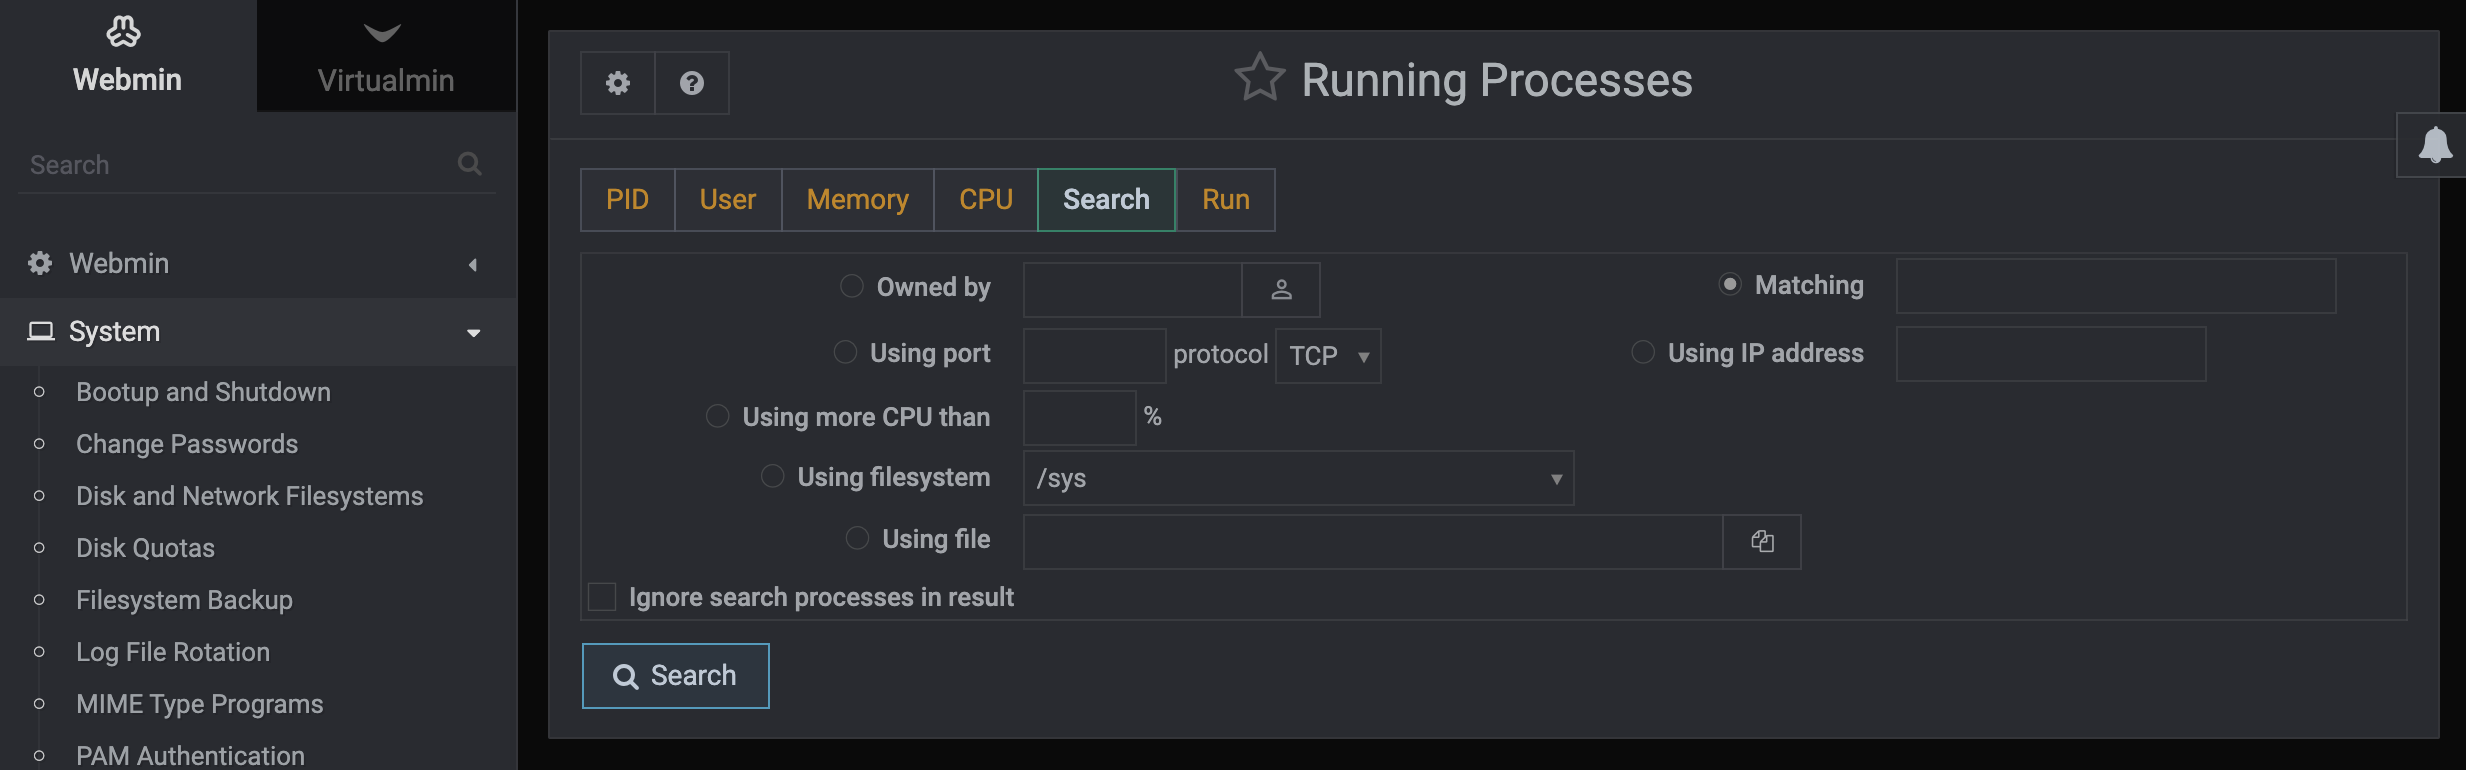 Webmin
Virtualmin
Search
Webmin
System
Bootup and Shutdown
Change Passwords
Disk and Network Filesystems
Disk Quotas
Filesystem Backup
Log File Rotation
MIME Type Programs
PAM Authentication
Running Processes
PID User Memory CPU Search Run
Owned by Matching
Using port protocol TCP Using IP address
Using more CPU than %
Using filesystem /sys
Using file
Ignore search processes in result
Search